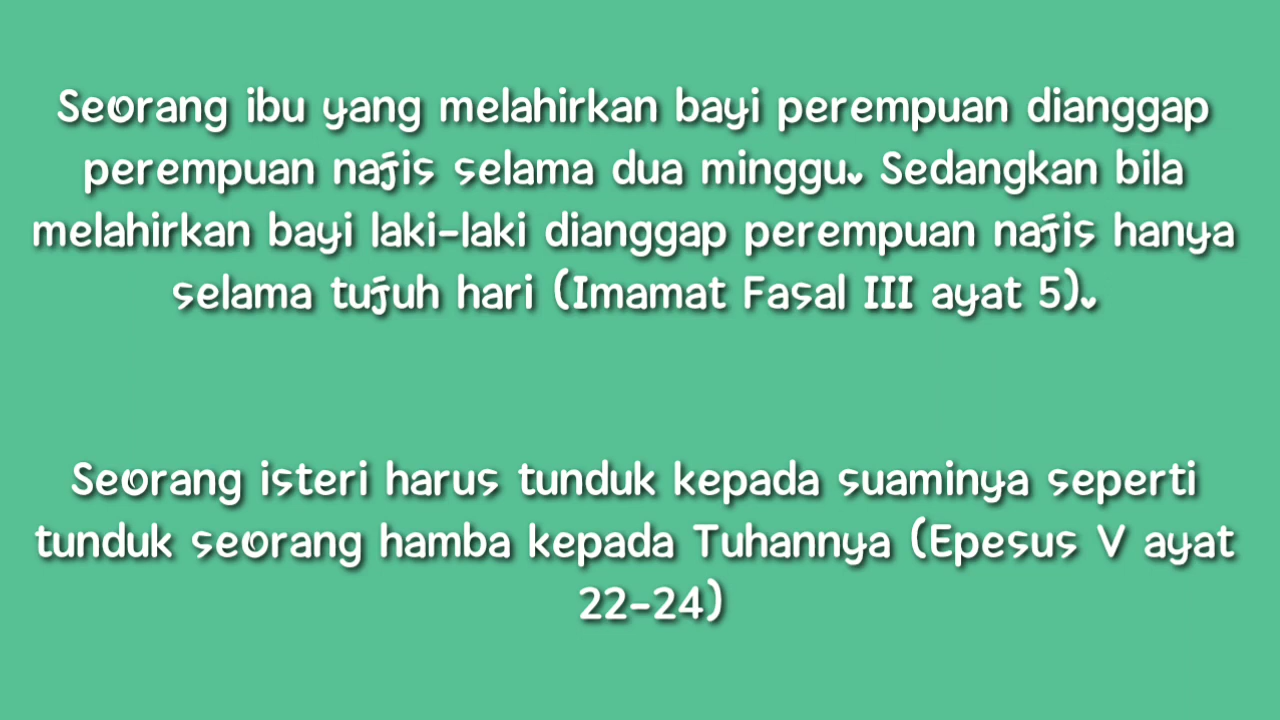 Seorang ibu yang melahirkan bayi perempuan dianggap
perempuan najis selama dua minggu. Sedangkan bila
melahirkan bayi laki-laki dianggap perempuan najis hanya
selama tujuh hari (Imamat Fasal III ayat 5).
Seorang isteri harus tunduk kepada suaminya seperti
tunduk seorang hamba kepada Tuhannya (Epesus V ayat
22-24)